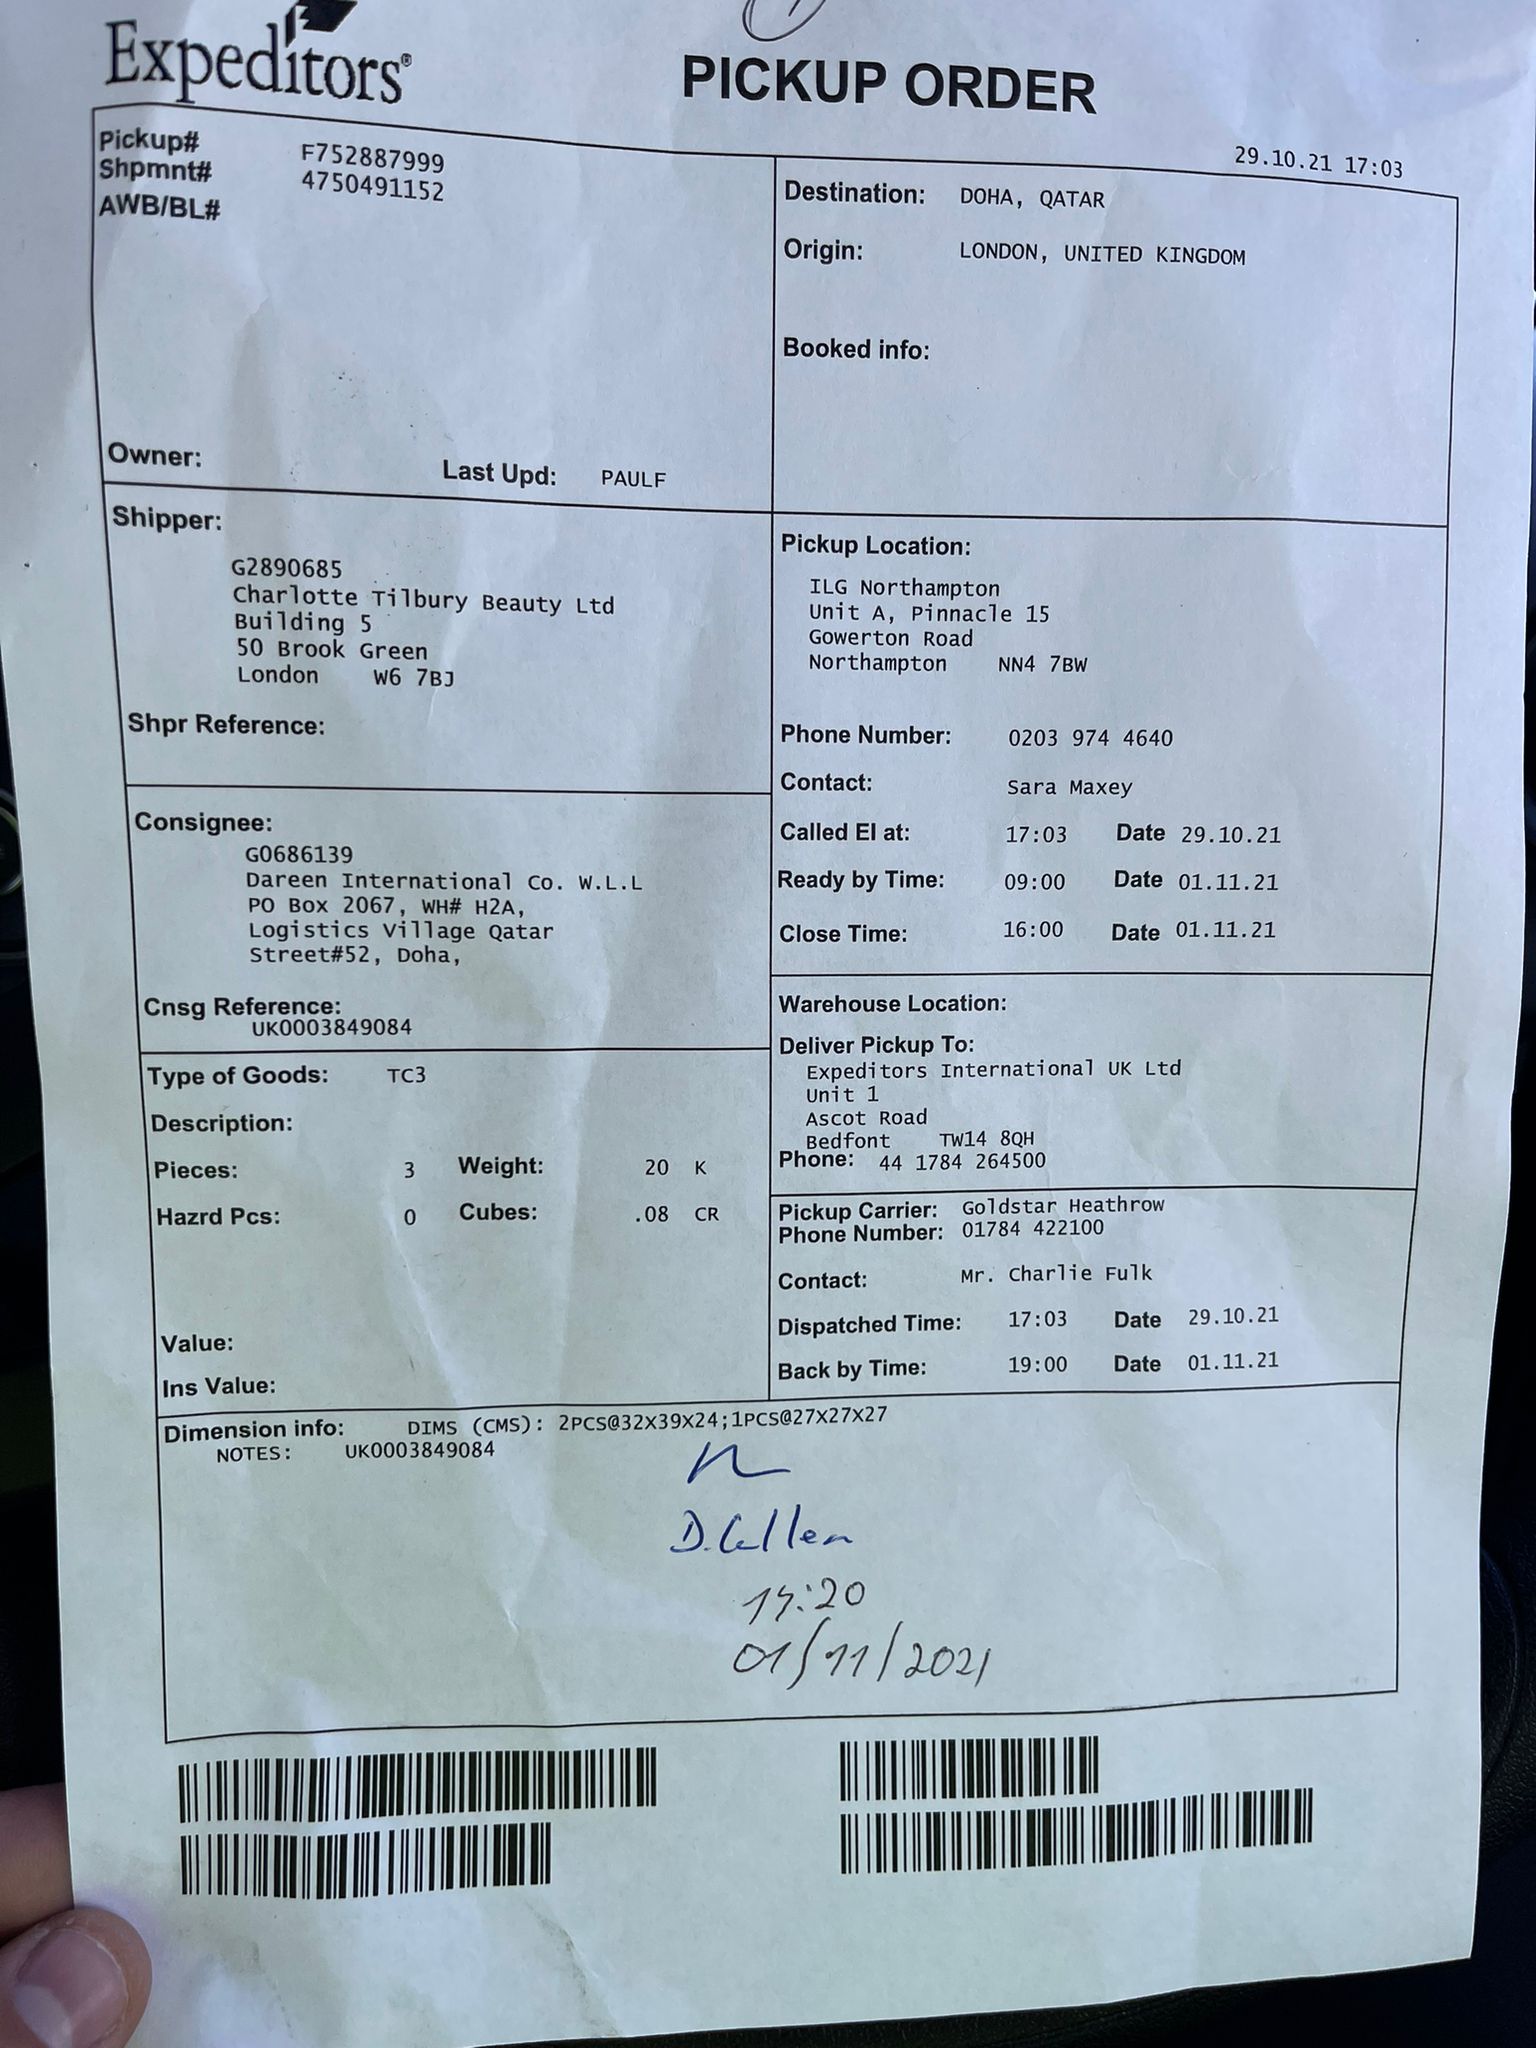 Expeditors®
PICKUP ORDER
29.10.21 17:03
Pickup# F752887999
Shpmnt# 4750491152
AWB/BL#
Owner: Last Upd: PAULF
Destination: DOHA, QATAR
Origin: LONDON, UNITED KINGDOM
Booked info:
Shipper:
G2890685
Charlotte Tilbury Beauty Ltd
Building 5
50 Brook Green
London W6 7BJ
Shpr Reference:
Pickup Location:
ILG Northampton
Unit A, Pinnacle 15
Gowerton Road
Northampton NN4 7BW
Phone Number: 0203 974 4640
Contact: Sara Maxey
Called EI at: 17:03 Date 29.10.21
Ready by Time: 09:00 Date 01.11.21
Close Time: 16:00 Date 01.11.21
Consignee:
G0686139
Dareen International Co. W.L.L
PO Box 2067, WH# H2A,
Logistics Village Qatar
Street#52, Doha,
Cnsg Reference:
UK0003849084
Warehouse Location:
Deliver Pickup To:
Expeditors International UK Ltd
Unit 1
Ascot Road
Bedfont TW14 8QH
Phone: 44 1784 264500
Type of Goods: TC3
Description:
Pieces: 3 Weight: 20 K
Hazrd Pcs: 0 Cubes: .08 CR
Value:
Ins Value:
Pickup Carrier: Goldstar Heathrow
Phone Number: 01784 422100
Contact: Mr. Charlie Fulk
Dispatched Time: 17:03 Date 29.10.21
Back by Time: 19:00 Date 01.11.21
Dimension info: DIMS (CMS): 2PCS@32X39X24;1PCS@27X27X27
NOTES: UK0003849084
D. Cullen
01/11/2021